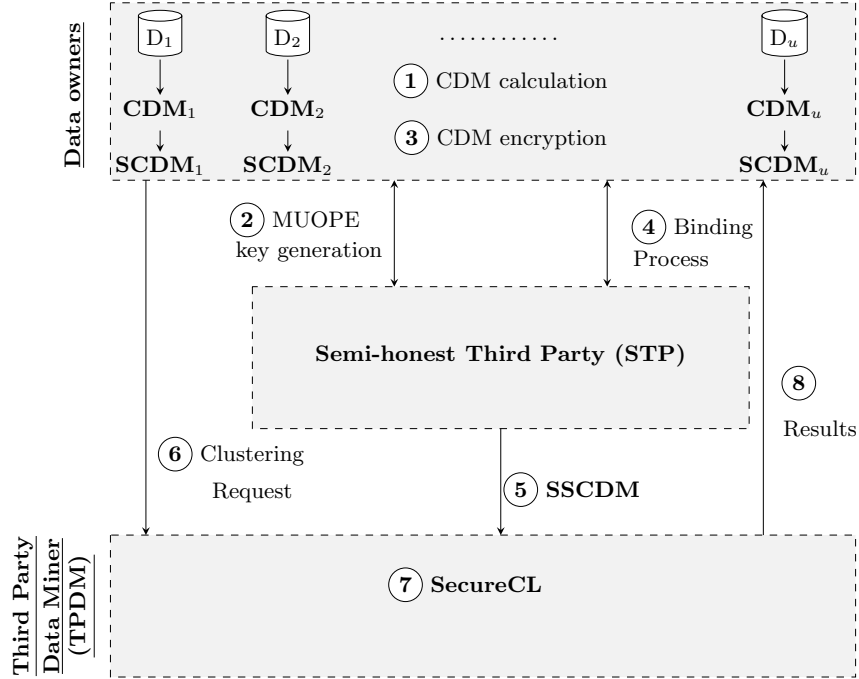 D₁ D₂ ............ Dᵤ
① CDM calculation
CDM₁ CDM₂ CDMᵤ
③ CDM encryption
SCDM₁ SCDM₂ SCDMᵤ
Data owners
② MUOPE
key generation
④ Binding
Process
Semi-honest Third Party (STP)
⑧
Results
⑥ Clustering
Request
⑤ SSCDM
⑦ SecureCL
Third Party
Data Miner
(TPDM)